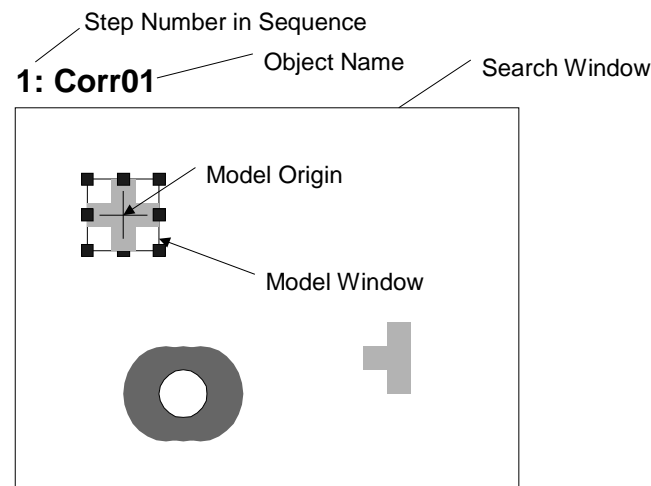 Step Number in Sequence
Object Name
Search Window
1: Corr01
Model Origin
Model Window